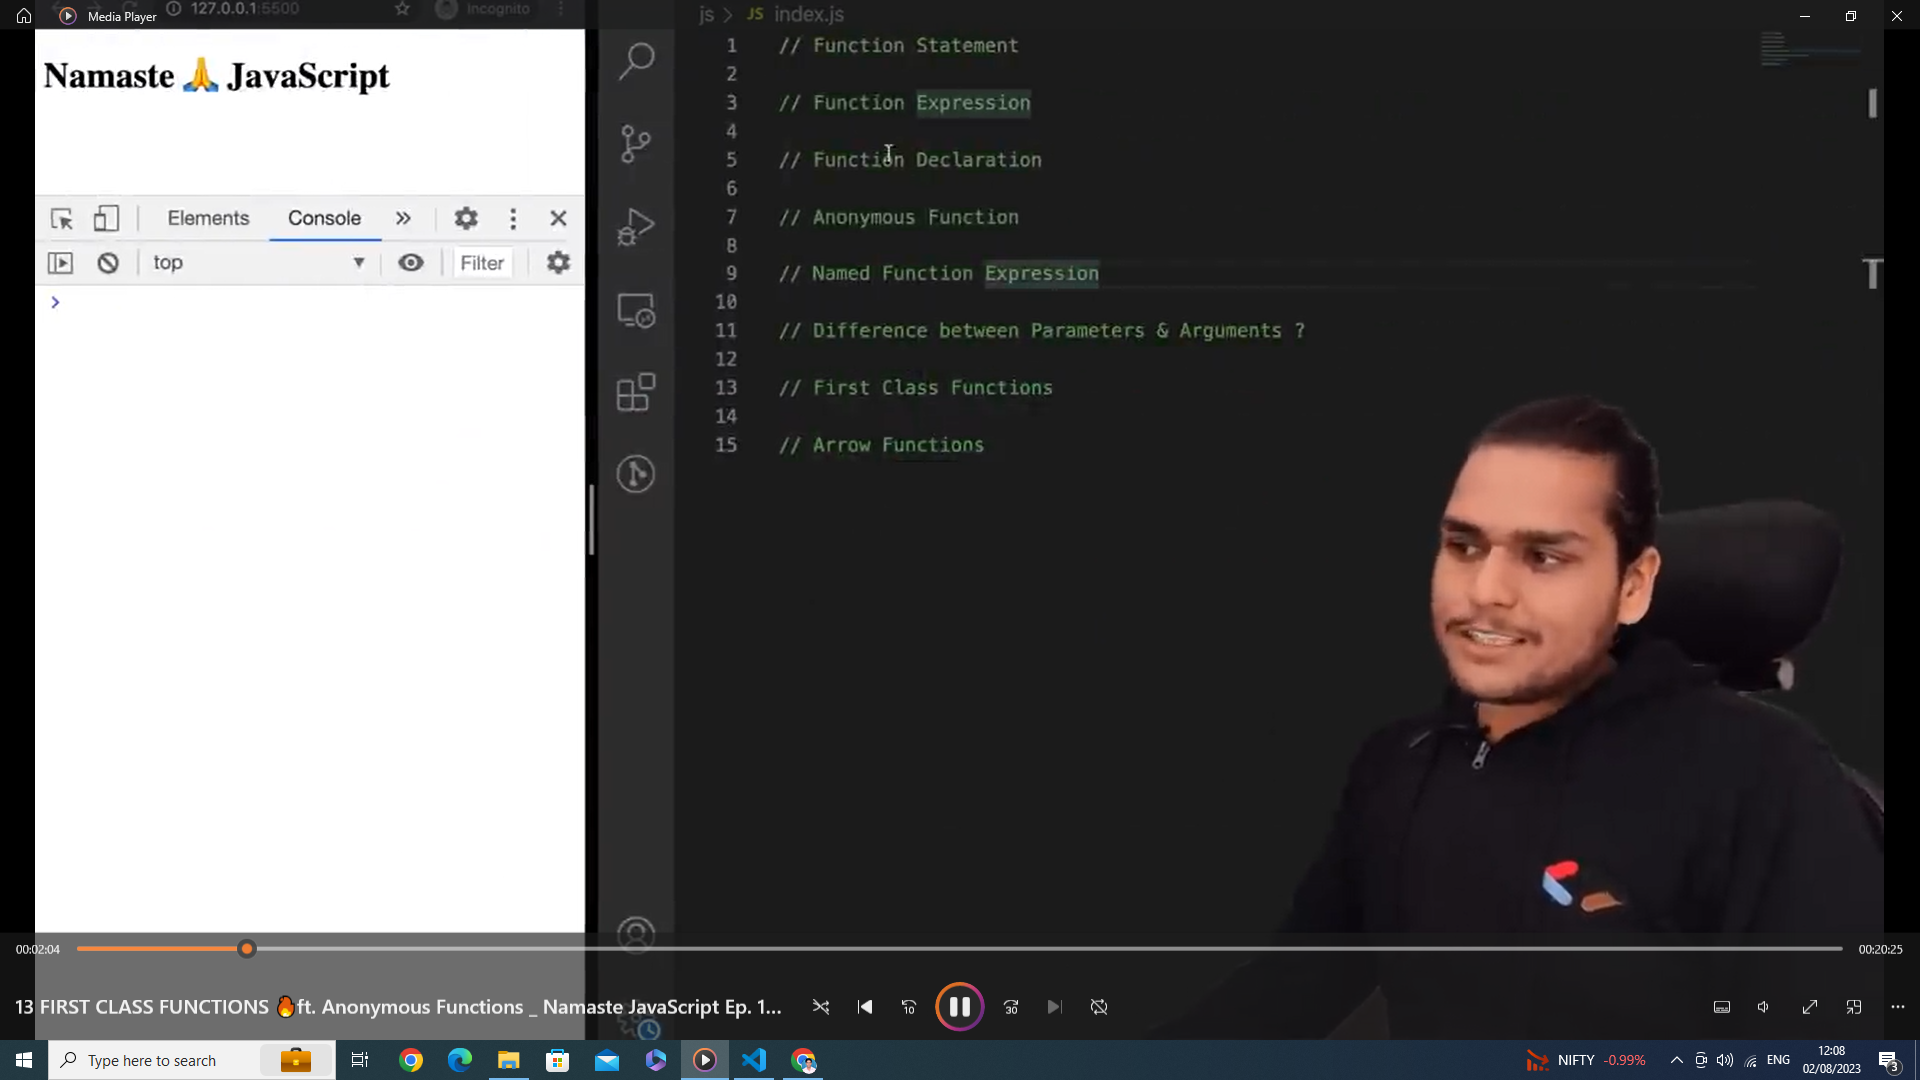 Media Player
127.0.0.1:5500
Incognito
Namaste 🙏 JavaScript
Elements
Console
top
Filter
js > JS index.js
1 // Function Statement
2
3 // Function Expression
4
5 // Function Declaration
6
7 // Anonymous Function
8
9 // Named Function Expression
10
11 // Difference between Parameters & Arguments ?
12
13 // First Class Functions
14
15 // Arrow Functions
00:02:04
00:20:25
13 FIRST CLASS FUNCTIONS 🔥ft. Anonymous Functions _ Namaste JavaScript Ep. 1...
10
30
Type here to search
NIFTY -0.99%
ENG
12:08
02/08/2023
3